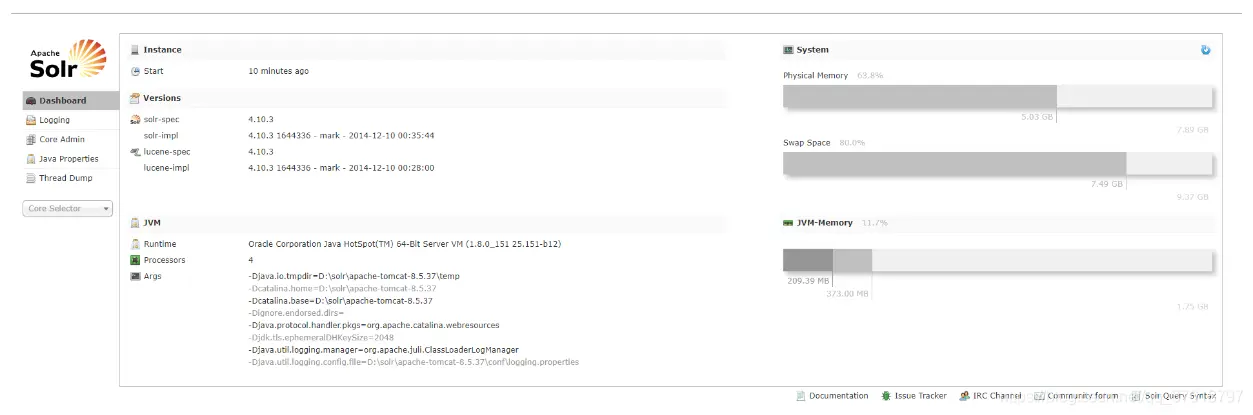 Apache
Solr
Dashboard
Logging
Core Admin
Java Properties
Thread Dump
Core Selector
Instance
Start 10 minutes ago
Versions
solr-spec 4.10.3
solr-impl 4.10.3 1644336 - mark - 2014-12-10 00:35:44
lucene-spec 4.10.3
lucene-impl 4.10.3 1644336 - mark - 2014-12-10 00:28:00
JVM
Runtime Oracle Corporation Java HotSpot(TM) 64-Bit Server VM (1.8.0_151 25.151-b12)
Processors 4
Args -Djava.io.tmpdir=D:\solr\apache-tomcat-8.5.37\temp
-Dcatalina.home=D:\solr\apache-tomcat-8.5.37
-Dcatalina.base=D:\solr\apache-tomcat-8.5.37
-Dignore.endorsed.dirs=
-Djava.protocol.handler.pkgs=org.apache.catalina.webresources
-Djdk.tls.ephemeralDHKeySize=2048
-Djava.util.logging.manager=org.apache.juli.ClassLoaderLogManager
-Djava.util.logging.config.file=D:\solr\apache-tomcat-8.5.37\conf\logging.properties
System
Physical Memory 63.8%
5.03 GB
7.89 GB
Swap Space 80.0%
7.49 GB
9.37 GB
JVM-Memory 11.7%
209.39 MB
373.00 MB
1.75 GB
Documentation Issue Tracker IRC Channel Community forum Solr Query Syntax